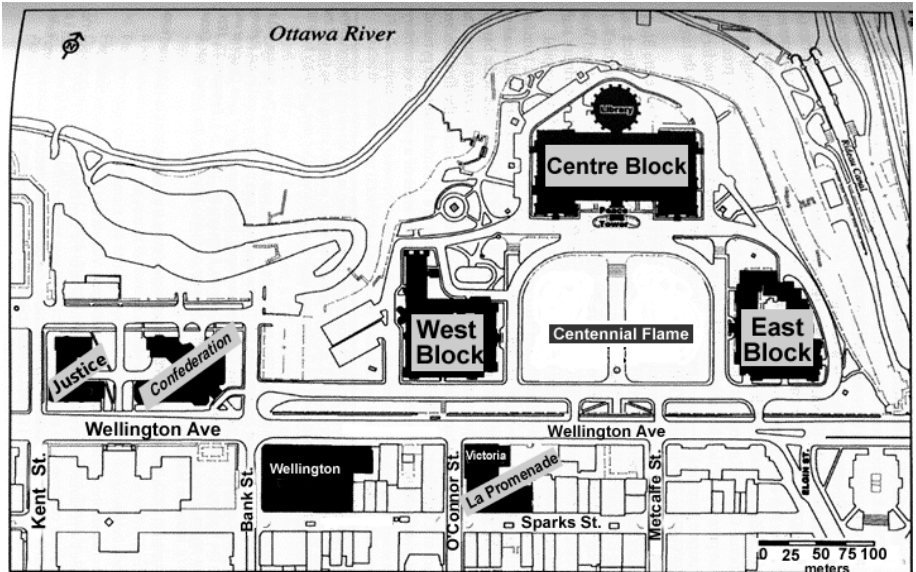 Ottawa River
N
Library
Centre Block
Peace
Tower
Rideau Canal
West
Block
Centennial Flame
East
Block
Justice
Confederation
Wellington Ave
Wellington Ave
Kent St.
Bank St.
Wellington
O'Connor St.
Victoria
La Promenade
Metcalfe St.
ELGIN ST.
Sparks St.
0 25 50 75 100
meters